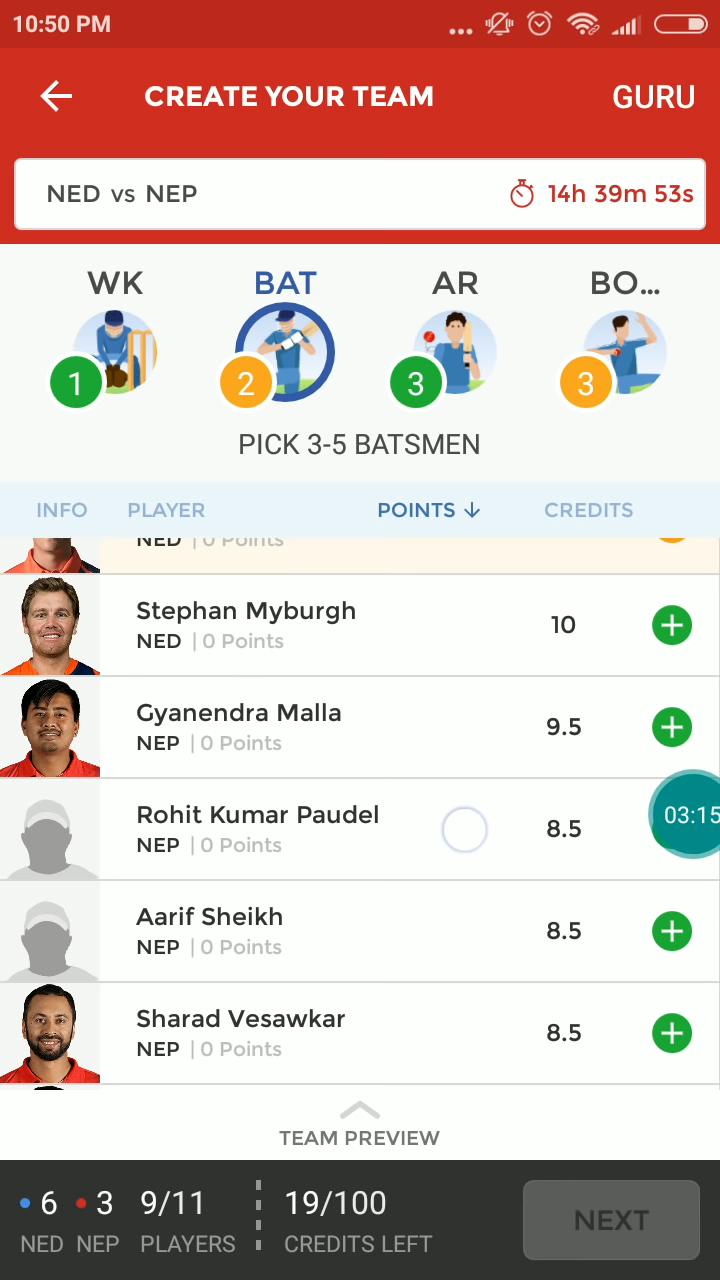 10:50 PM
CREATE YOUR TEAM
GURU
NED vs NEP
14h 39m 53s
WK
BAT
AR
BO...
1
2
3
3
PICK 3-5 BATSMEN
INFO
PLAYER
POINTS ↓
CREDITS
NED | 0 Points
Stephan Myburgh
NED | 0 Points
10
Gyanendra Malla
NEP | 0 Points
9.5
Rohit Kumar Paudel
NEP | 0 Points
8.5
03:15
Aarif Sheikh
NEP | 0 Points
8.5
Sharad Vesawkar
NEP | 0 Points
8.5
TEAM PREVIEW
6
3
9/11
19/100
NED
NEP
PLAYERS
CREDITS LEFT
NEXT